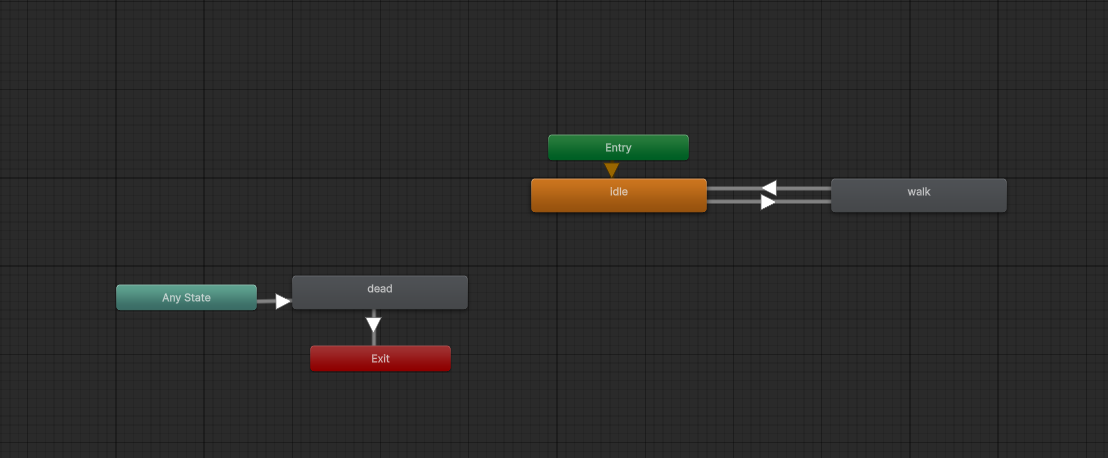 Entry
idle
walk
dead
Any State
Exit